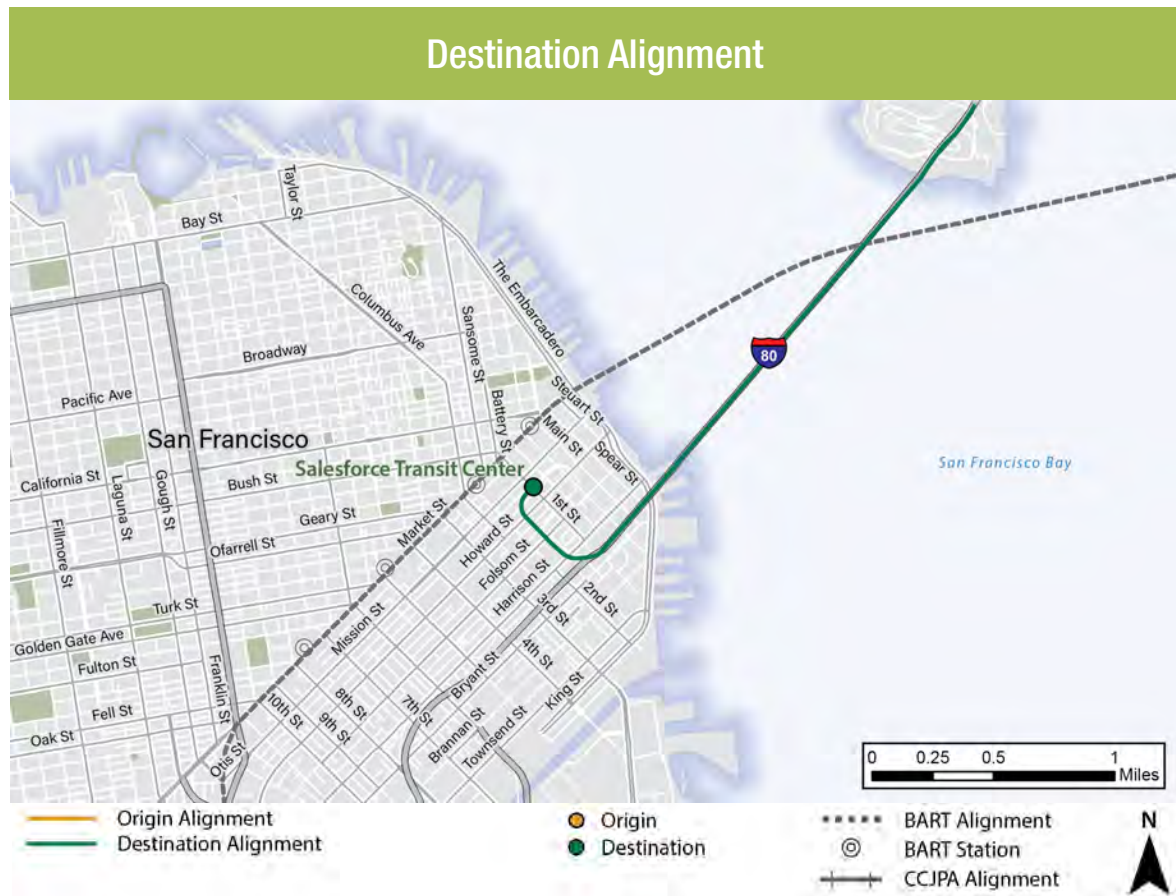 Destination Alignment
Taylor St
Bay St
The Embarcadero
Columbus Ave
Sansome St
Broadway
80
Pacific Ave
Battery St
Steuart St
San Francisco
Main St
Spear St
Salesforce Transit Center
San Francisco Bay
California St
Laguna St
Gough St
Bush St
1st St
Geary St
Market St
Howard St
Fillmore St
Ofarrell St
Folsom St
Harrison St
2nd St
3rd St
Turk St
Mission St
Golden Gate Ave
Fulton St
Franklin St
4th St
Bryant St
King St
Fell St
8th St
7th St
10th St
9th St
Oak St
Brannan St
Townsend St
Otis St
0 0.25 0.5 1
Miles
Origin Alignment
Destination Alignment
Origin
Destination
BART Alignment
BART Station
CCJPA Alignment
N